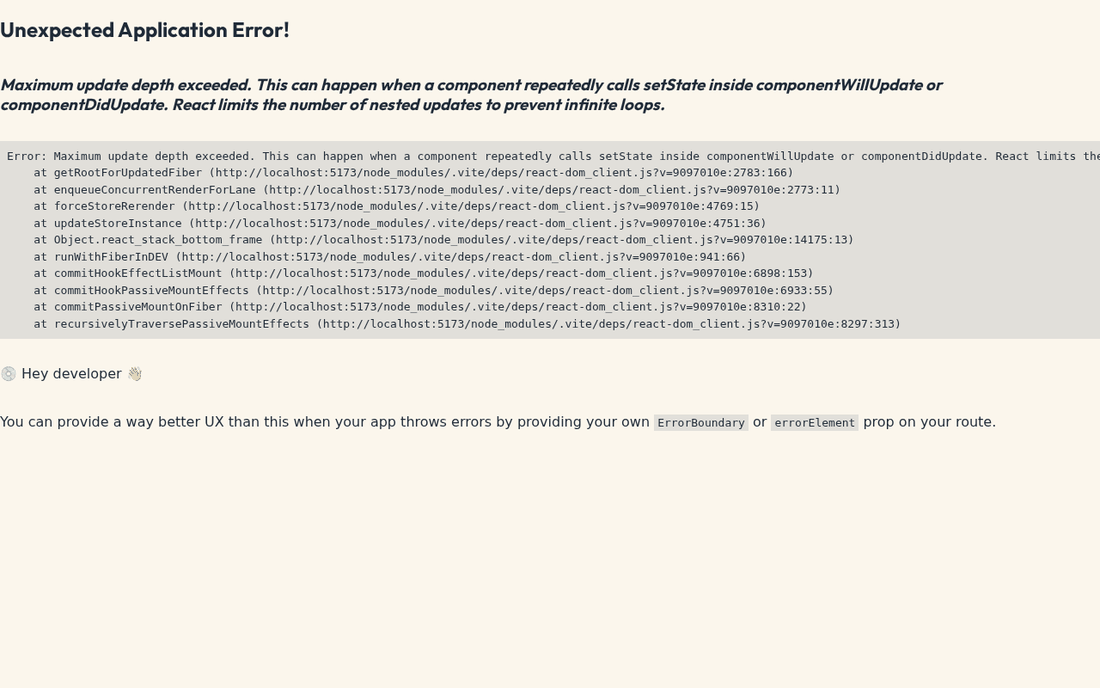 Unexpected Application Error!
Maximum update depth exceeded. This can happen when a component repeatedly calls setState inside componentWillUpdate or
componentDidUpdate. React limits the number of nested updates to prevent infinite loops.
Error: Maximum update depth exceeded. This can happen when a component repeatedly calls setState inside componentWillUpdate or componentDidUpdate. React limits the
    at getRootForUpdatedFiber (http://localhost:5173/node_modules/.vite/deps/react-dom_client.js?v=9097010e:2783:166)
    at enqueueConcurrentRenderForLane (http://localhost:5173/node_modules/.vite/deps/react-dom_client.js?v=9097010e:2773:11)
    at forceStoreRerender (http://localhost:5173/node_modules/.vite/deps/react-dom_client.js?v=9097010e:4769:15)
    at updateStoreInstance (http://localhost:5173/node_modules/.vite/deps/react-dom_client.js?v=9097010e:4751:36)
    at Object.react_stack_bottom_frame (http://localhost:5173/node_modules/.vite/deps/react-dom_client.js?v=9097010e:14175:13)
    at runWithFiberInDEV (http://localhost:5173/node_modules/.vite/deps/react-dom_client.js?v=9097010e:941:66)
    at commitHookEffectListMount (http://localhost:5173/node_modules/.vite/deps/react-dom_client.js?v=9097010e:6898:153)
    at commitHookPassiveMountEffects (http://localhost:5173/node_modules/.vite/deps/react-dom_client.js?v=9097010e:6933:55)
    at commitPassiveMountOnFiber (http://localhost:5173/node_modules/.vite/deps/react-dom_client.js?v=9097010e:8310:22)
    at recursivelyTraversePassiveMountEffects (http://localhost:5173/node_modules/.vite/deps/react-dom_client.js?v=9097010e:8297:313)
💿 Hey developer 👋
You can provide a way better UX than this when your app throws errors by providing your own ErrorBoundary or errorElement prop on your route.